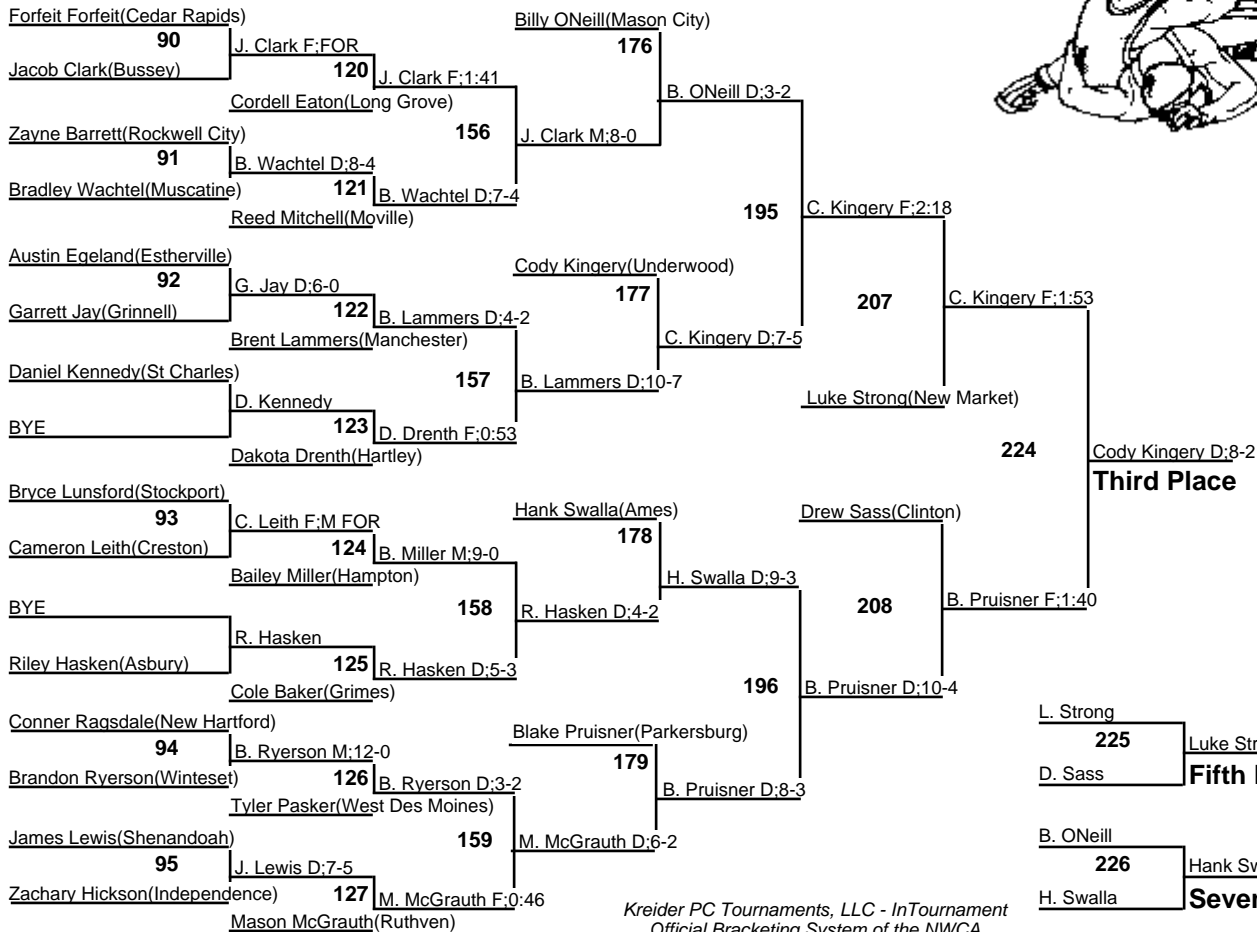 Forfeit Forfeit(Cedar Rapids)
90
Jacob Clark(Bussey)
Zayne Barrett(Rockwell City)
91
Bradley Wachtel(Muscatine)
Austin Egeland(Estherville)
92
Garrett Jay(Grinnell)
Daniel Kennedy(St Charles)
BYE
Bryce Lunsford(Stockport)
93
Cameron Leith(Creston)
BYE
Riley Hasken(Asbury)
Conner Ragsdale(New Hartford)
94
Brandon Ryerson(Winteset)
James Lewis(Shenandoah)
95
Zachary Hickson(Independence)
J. Clark F;FOR
120
Cordell Eaton(Long Grove)
B. Wachtel D;8-4
121
Reed Mitchell(Moville)
G. Jay D;6-0
122
Brent Lammers(Manchester)
D. Kennedy
123
Dakota Drenth(Hartley)
C. Leith F;M FOR
124
Bailey Miller(Hampton)
R. Hasken
125
Cole Baker(Grimes)
B. Ryerson M;12-0
126
Tyler Pasker(West Des Moines)
J. Lewis D;7-5
127
Mason McGrauth(Ruthven)
J. Clark F;1:41
156
B. Wachtel D;7-4
B. Lammers D;4-2
157
D. Drenth F;0:53
B. Miller M;9-0
158
R. Hasken D;5-3
B. Ryerson D;3-2
159
M. McGrauth F;0:46
Billy ONeill(Mason City)
176
J. Clark M;8-0
Cody Kingery(Underwood)
177
B. Lammers D;10-7
Hank Swalla(Ames)
178
R. Hasken D;4-2
Blake Pruisner(Parkersburg)
179
M. McGrauth D;6-2
B. ONeill D;3-2
195
C. Kingery D;7-5
H. Swalla D;9-3
196
B. Pruisner D;8-3
C. Kingery F;2:18
207
Luke Strong(New Market)
Drew Sass(Clinton)
208
B. Pruisner D;10-4
C. Kingery F;1:53
224
B. Pruisner F;1:40
Cody Kingery D;8-2
Third Place
L. Strong
225
D. Sass
Luke
Fifth
B. ONeill
226
H. Swalla
Hank
Kreider PC Tournaments, LLC - InTournament
Official Bracketing System of the NWCA